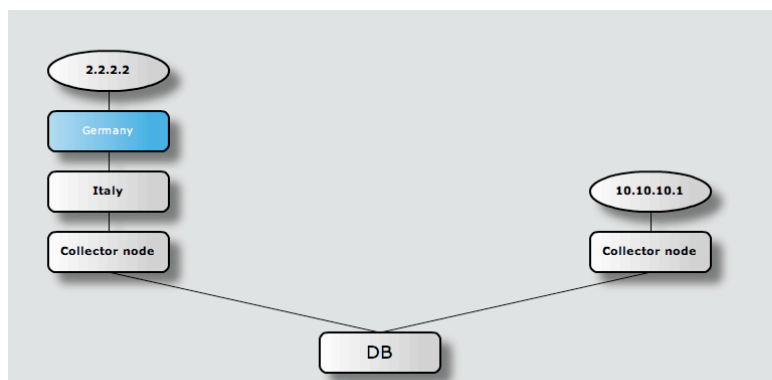 2.2.2.2
Germany
Italy
10.10.10.1
Collector node
Collector node
DB